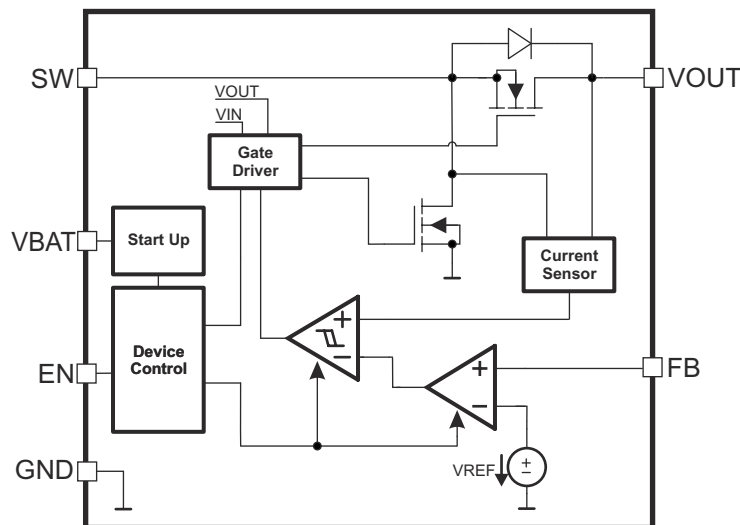 SW
VOUT
VOUT
VIN
Gate
Driver
VBAT
Start Up
Current
Sensor
EN
Device
Control
+
−
+
−
FB
VREF
+
−
GND